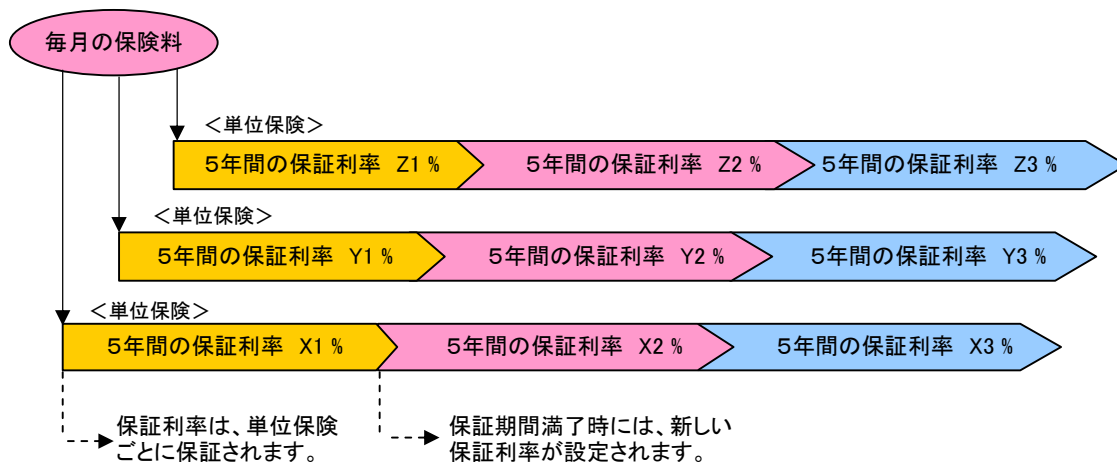 毎月の保険料
＜単位保険＞
５年間の保証利率 Z1 %
５年間の保証利率 Z2 %
５年間の保証利率 Z3 %
＜単位保険＞
５年間の保証利率 Y1 %
５年間の保証利率 Y2 %
５年間の保証利率 Y3 %
＜単位保険＞
５年間の保証利率 X1 %
５年間の保証利率 X2 %
５年間の保証利率 X3 %
保証利率は、単位保険
ごとに保証されます。
保証期間満了時には、新しい
保証利率が設定されます。